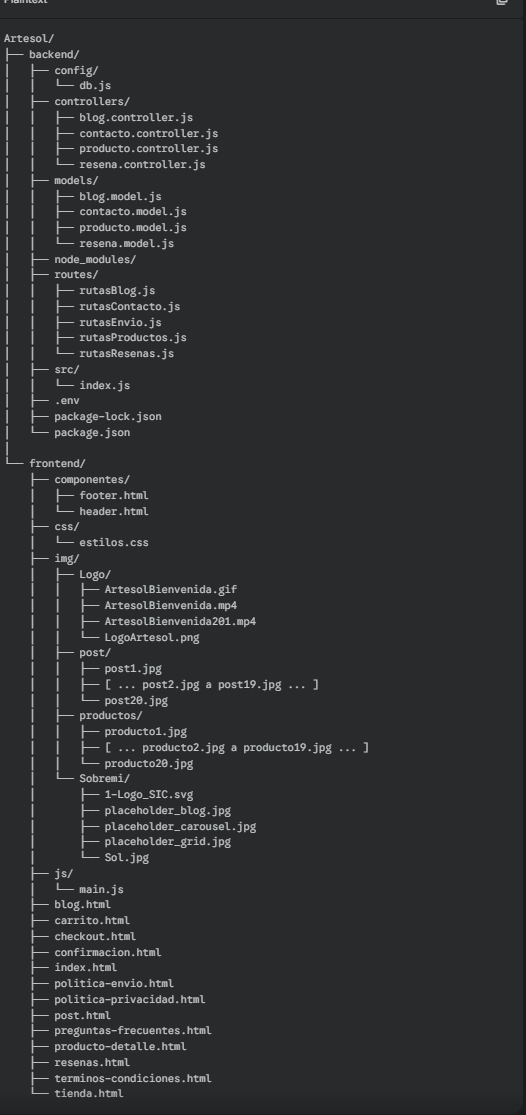 Plaintext
Artesol/
├── backend/
│   ├── config/
│   │   └── db.js
│   ├── controllers/
│   │   ├── blog.controller.js
│   │   ├── contacto.controller.js
│   │   ├── producto.controller.js
│   │   └── resena.controller.js
│   ├── models/
│   │   ├── blog.model.js
│   │   ├── contacto.model.js
│   │   ├── producto.model.js
│   │   └── resena.model.js
│   ├── node_modules/
│   ├── routes/
│   │   ├── rutasBlog.js
│   │   ├── rutasContacto.js
│   │   ├── rutasEnvio.js
│   │   ├── rutasProductos.js
│   │   └── rutasResenas.js
│   ├── src/
│   │   └── index.js
│   ├── .env
│   ├── package-lock.json
│   └── package.json
│
└── frontend/
    ├── componentes/
    │   ├── footer.html
    │   └── header.html
    ├── css/
    │   └── estilos.css
    ├── img/
    │   ├── Logo/
    │   │   ├── ArtesolBienvenida.gif
    │   │   ├── ArtesolBienvenida.mp4
    │   │   ├── ArtesolBienvenida201.mp4
    │   │   └── LogoArtesol.png
    │   ├── post/
    │   │   ├── post1.jpg
    │   │   ├── [ ... post2.jpg a post19.jpg ... ]
    │   │   └── post20.jpg
    │   ├── productos/
    │   │   ├── producto1.jpg
    │   │   ├── [ ... producto2.jpg a producto19.jpg ... ]
    │   │   └── producto20.jpg
    │   └── Sobremi/
    │       ├── 1-Logo_SIC.svg
    │       ├── placeholder_blog.jpg
    │       ├── placeholder_carousel.jpg
    │       ├── placeholder_grid.jpg
    │       └── Sol.jpg
    ├── js/
    │   └── main.js
    ├── blog.html
    ├── carrito.html
    ├── checkout.html
    ├── confirmacion.html
    ├── index.html
    ├── politica-envio.html
    ├── politica-privacidad.html
    ├── post.html
    ├── preguntas-frecuentes.html
    ├── producto-detalle.html
    ├── resenas.html
    ├── terminos-condiciones.html
    └── tienda.html